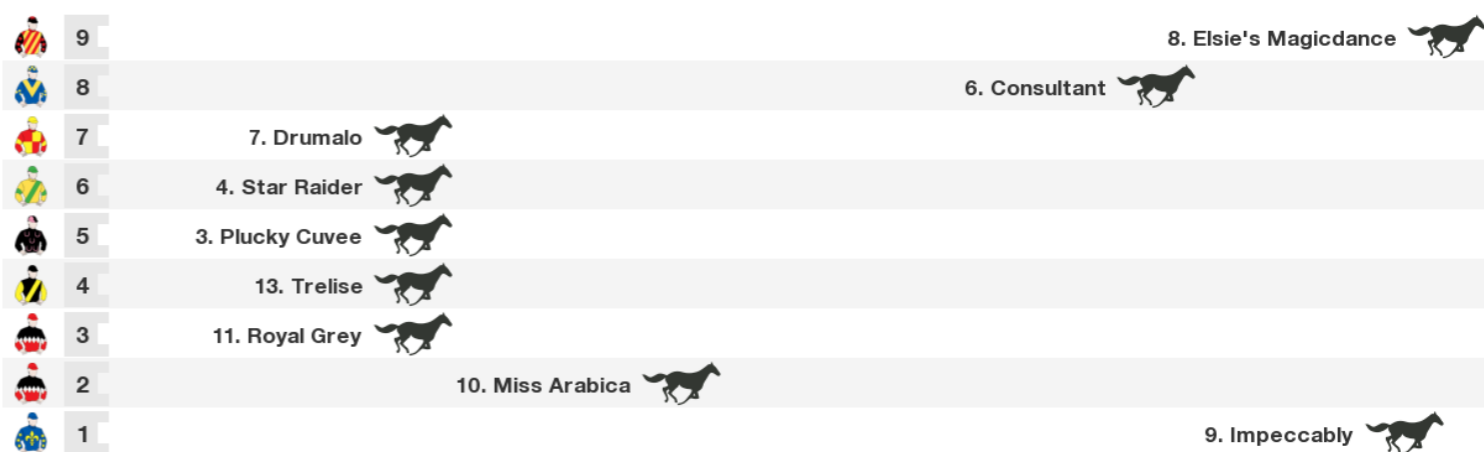 9 8. Elsie's Magicdance
8 6. Consultant
7 7. Drumalo
6 4. Star Raider
5 3. Plucky Cuvee
4 13. Trelise
3 11. Royal Grey
2 10. Miss Arabica
1 9. Impeccably